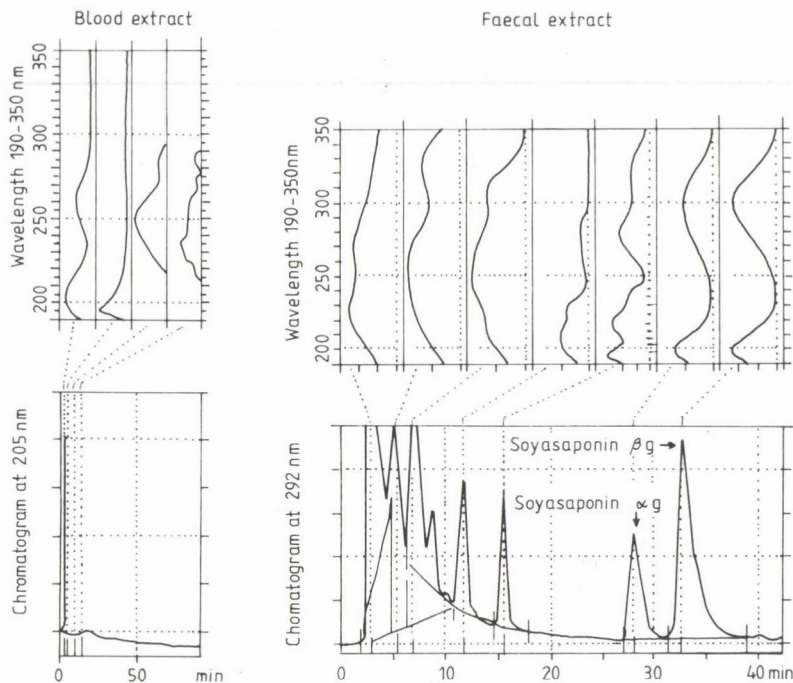 Blood extract
Faecal extract
Wavelength 190-350 nm
350
300
250
200
Wavelength 190-350nm
350
300
250
200
Chromatogram at 205 nm
0
50
min
Chomatogram at 292 nm
Soyasaponin βg →
Soyasaponin αg
↓
0
10
20
30
40 min